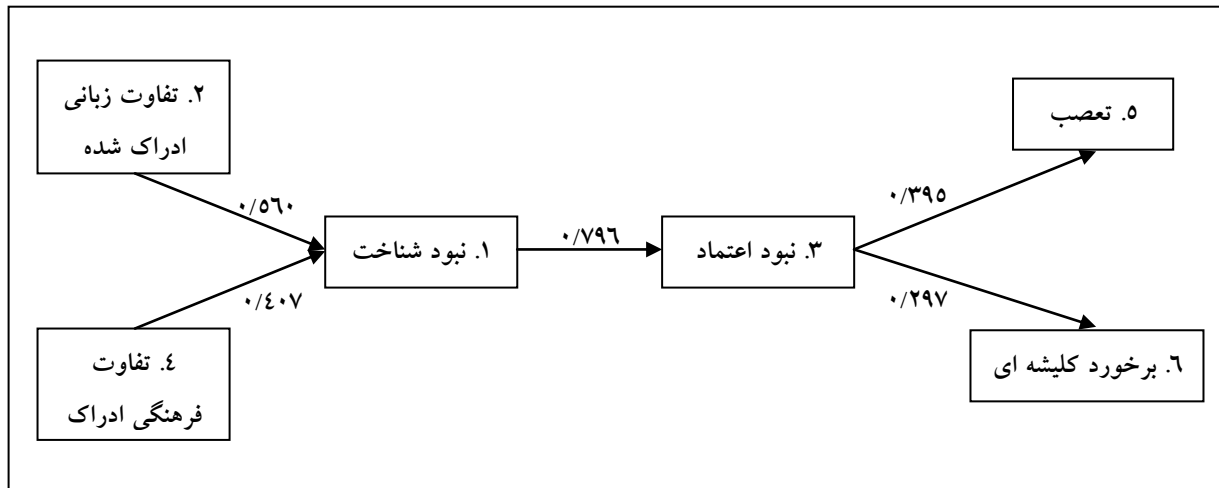 ۲. تفاوت زبانی
ادراک شده
۵. تعصب
۰/۵۶۰
۰/۳۹۵
۱. نبود شناخت
۰/۷۹۶
۳. نبود اعتماد
۰/۴۰۷
۰/۲۹۷
۴. تفاوت
فرهنگی ادراک
۶. برخورد کلیشه ای